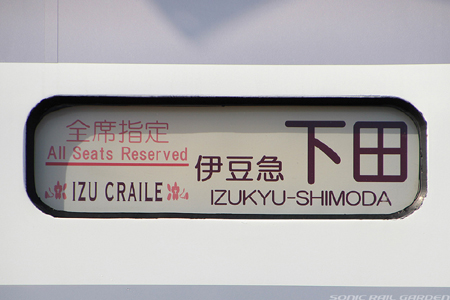 全席指定
All Seats Reserved
IZU CRAILE
伊豆急下田
IZUKYU-SHIMODA
SONIC RAIL GARDEN